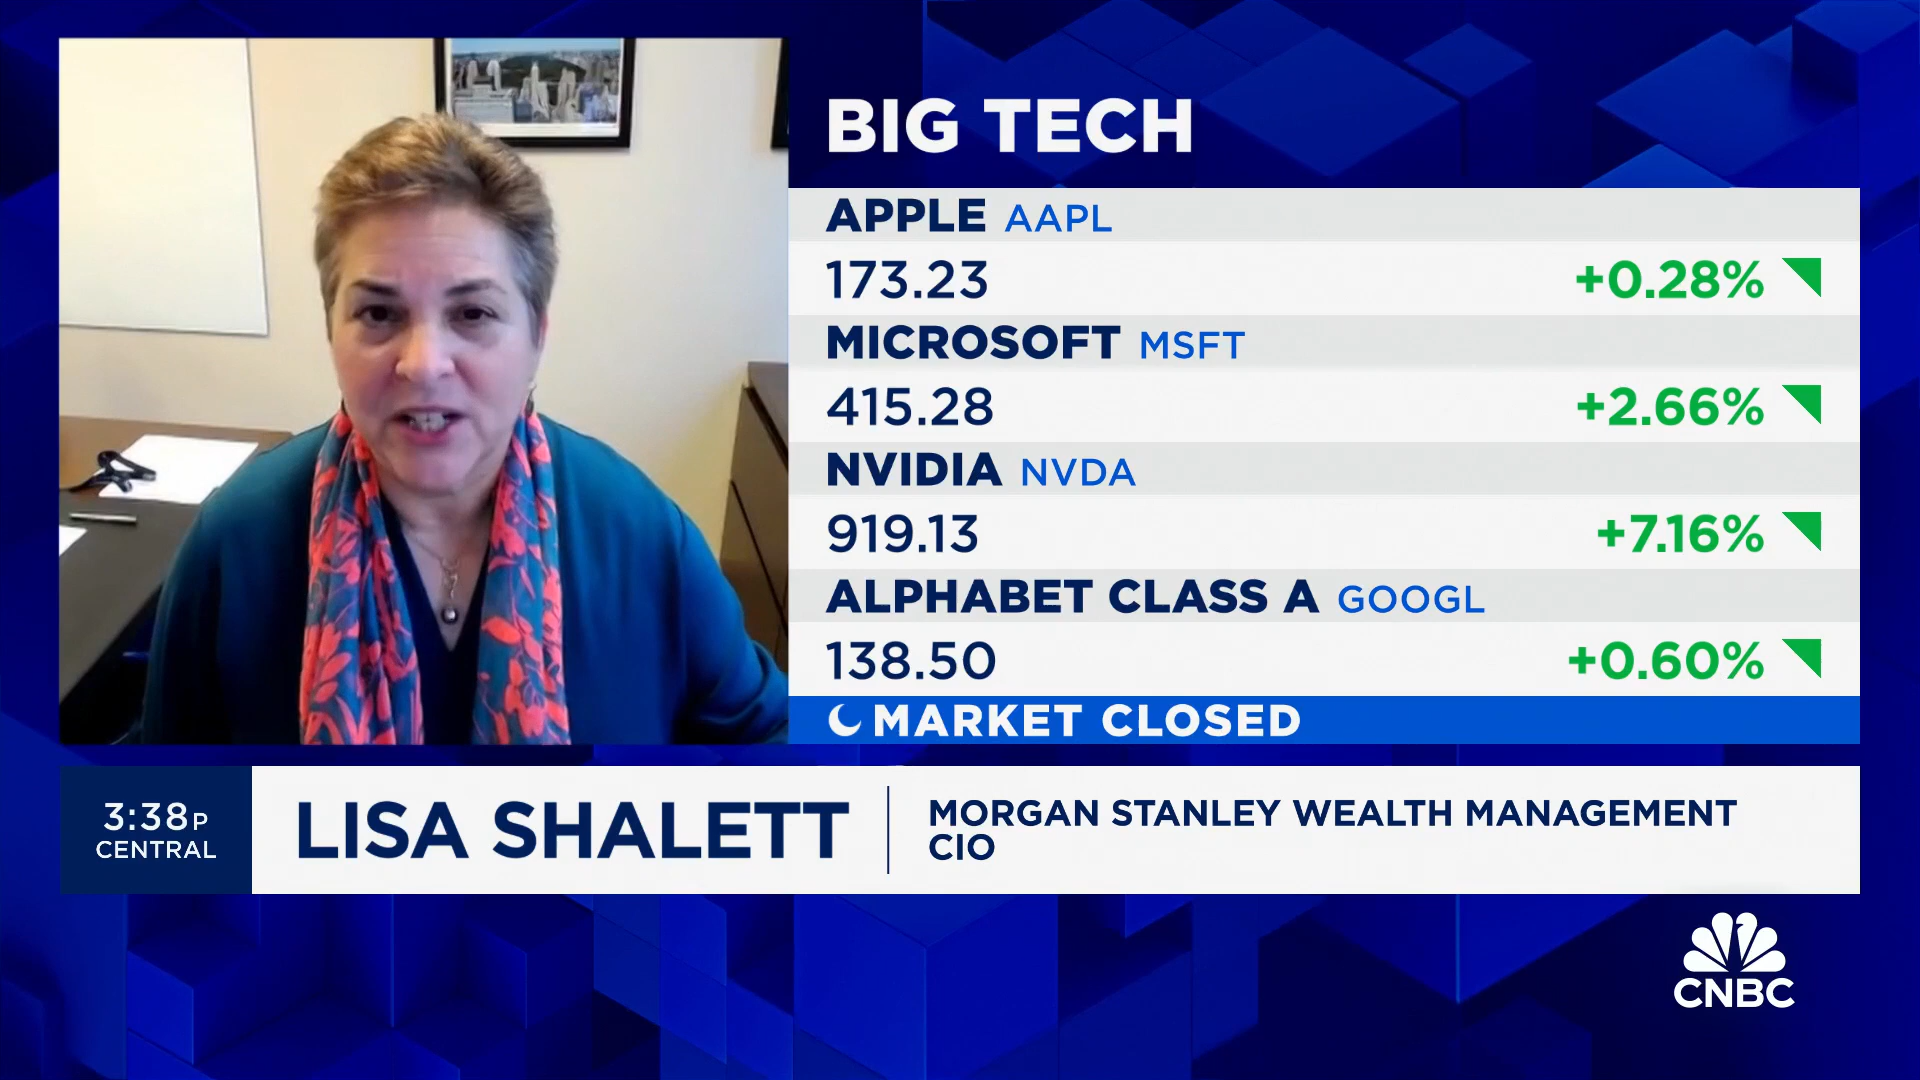 BIG TECH
APPLE AAPL
173.23 +0.28%
MICROSOFT MSFT
415.28 +2.66%
NVIDIA NVDA
919.13 +7.16%
ALPHABET CLASS A GOOGL
138.50 +0.60%
MARKET CLOSED
3:38P
CENTRAL
LISA SHALETT
MORGAN STANLEY WEALTH MANAGEMENT
CIO
CNBC